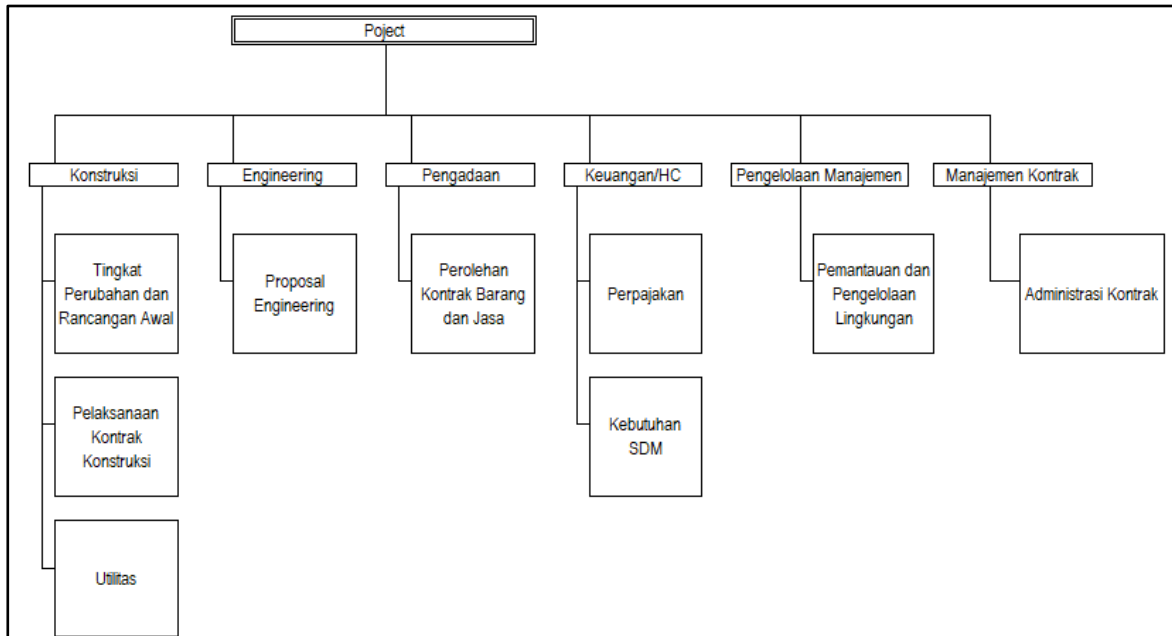 Poject
Konstruksi
Engineering
Pengadaan
Keuangan/HC
Pengelolaan Manajemen
Manajemen Kontrak
Tingkat
Perubahan dan
Rancangan Awal
Proposal
Engineering
Perolehan
Kontrak Barang
dan Jasa
Perpajakan
Pemantauan dan
Pengelolaan
Lingkungan
Administrasi Kontrak
Pelaksanaan
Kontrak
Konstruksi
Kebutuhan
SDM
Utilitas